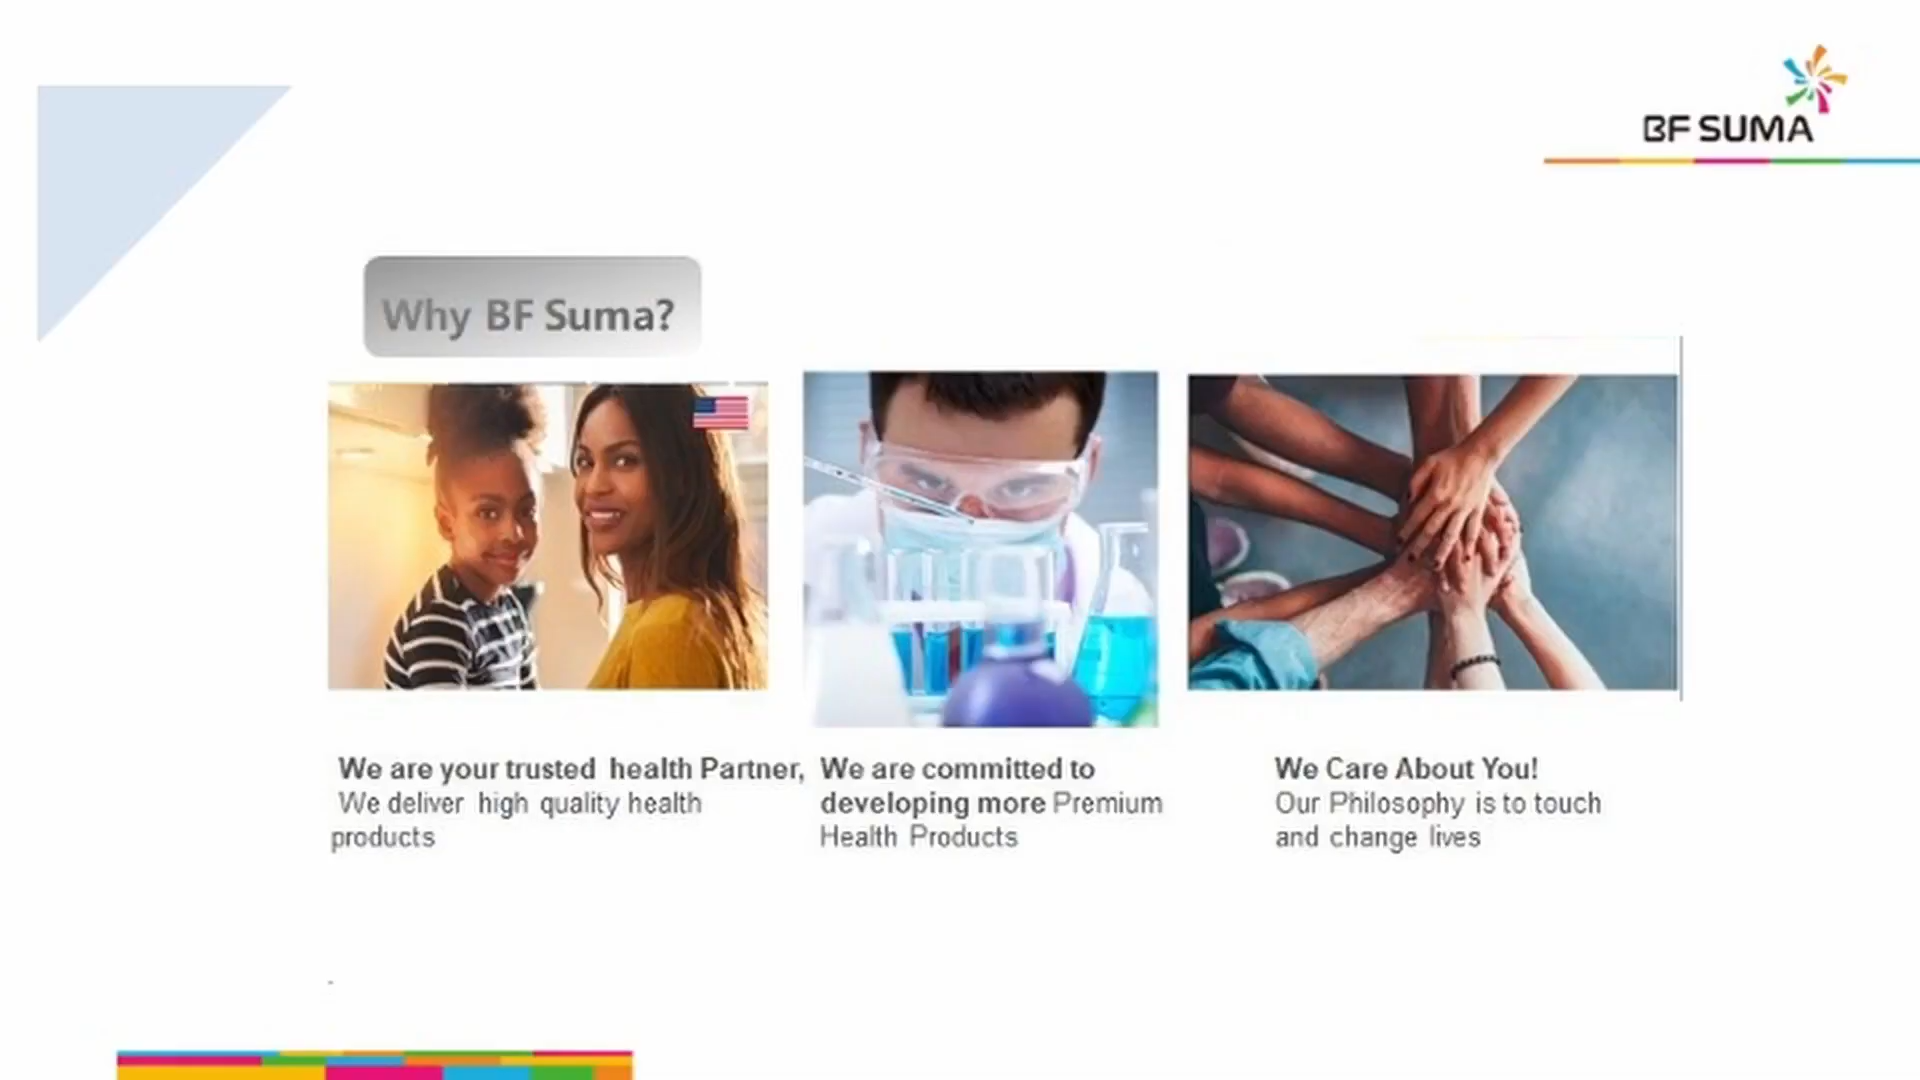 BF SUMA
Why BF Suma?
We are your trusted health Partner,
We deliver high quality health
products
We are committed to
developing more Premium
Health Products
We Care About You!
Our Philosophy is to touch
and change lives